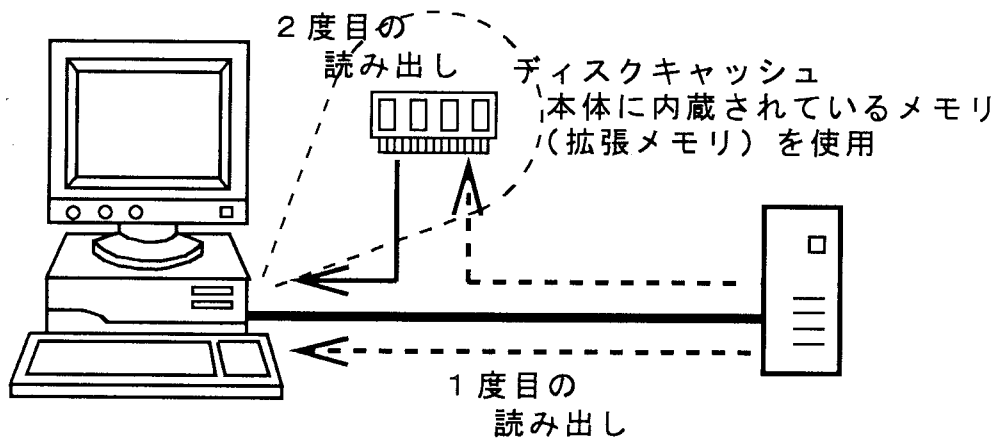 2度目の
読み出し
ディスクキャッシュ
本体に内蔵されているメモリ
(拡張メモリ)を使用
1度目の
読み出し